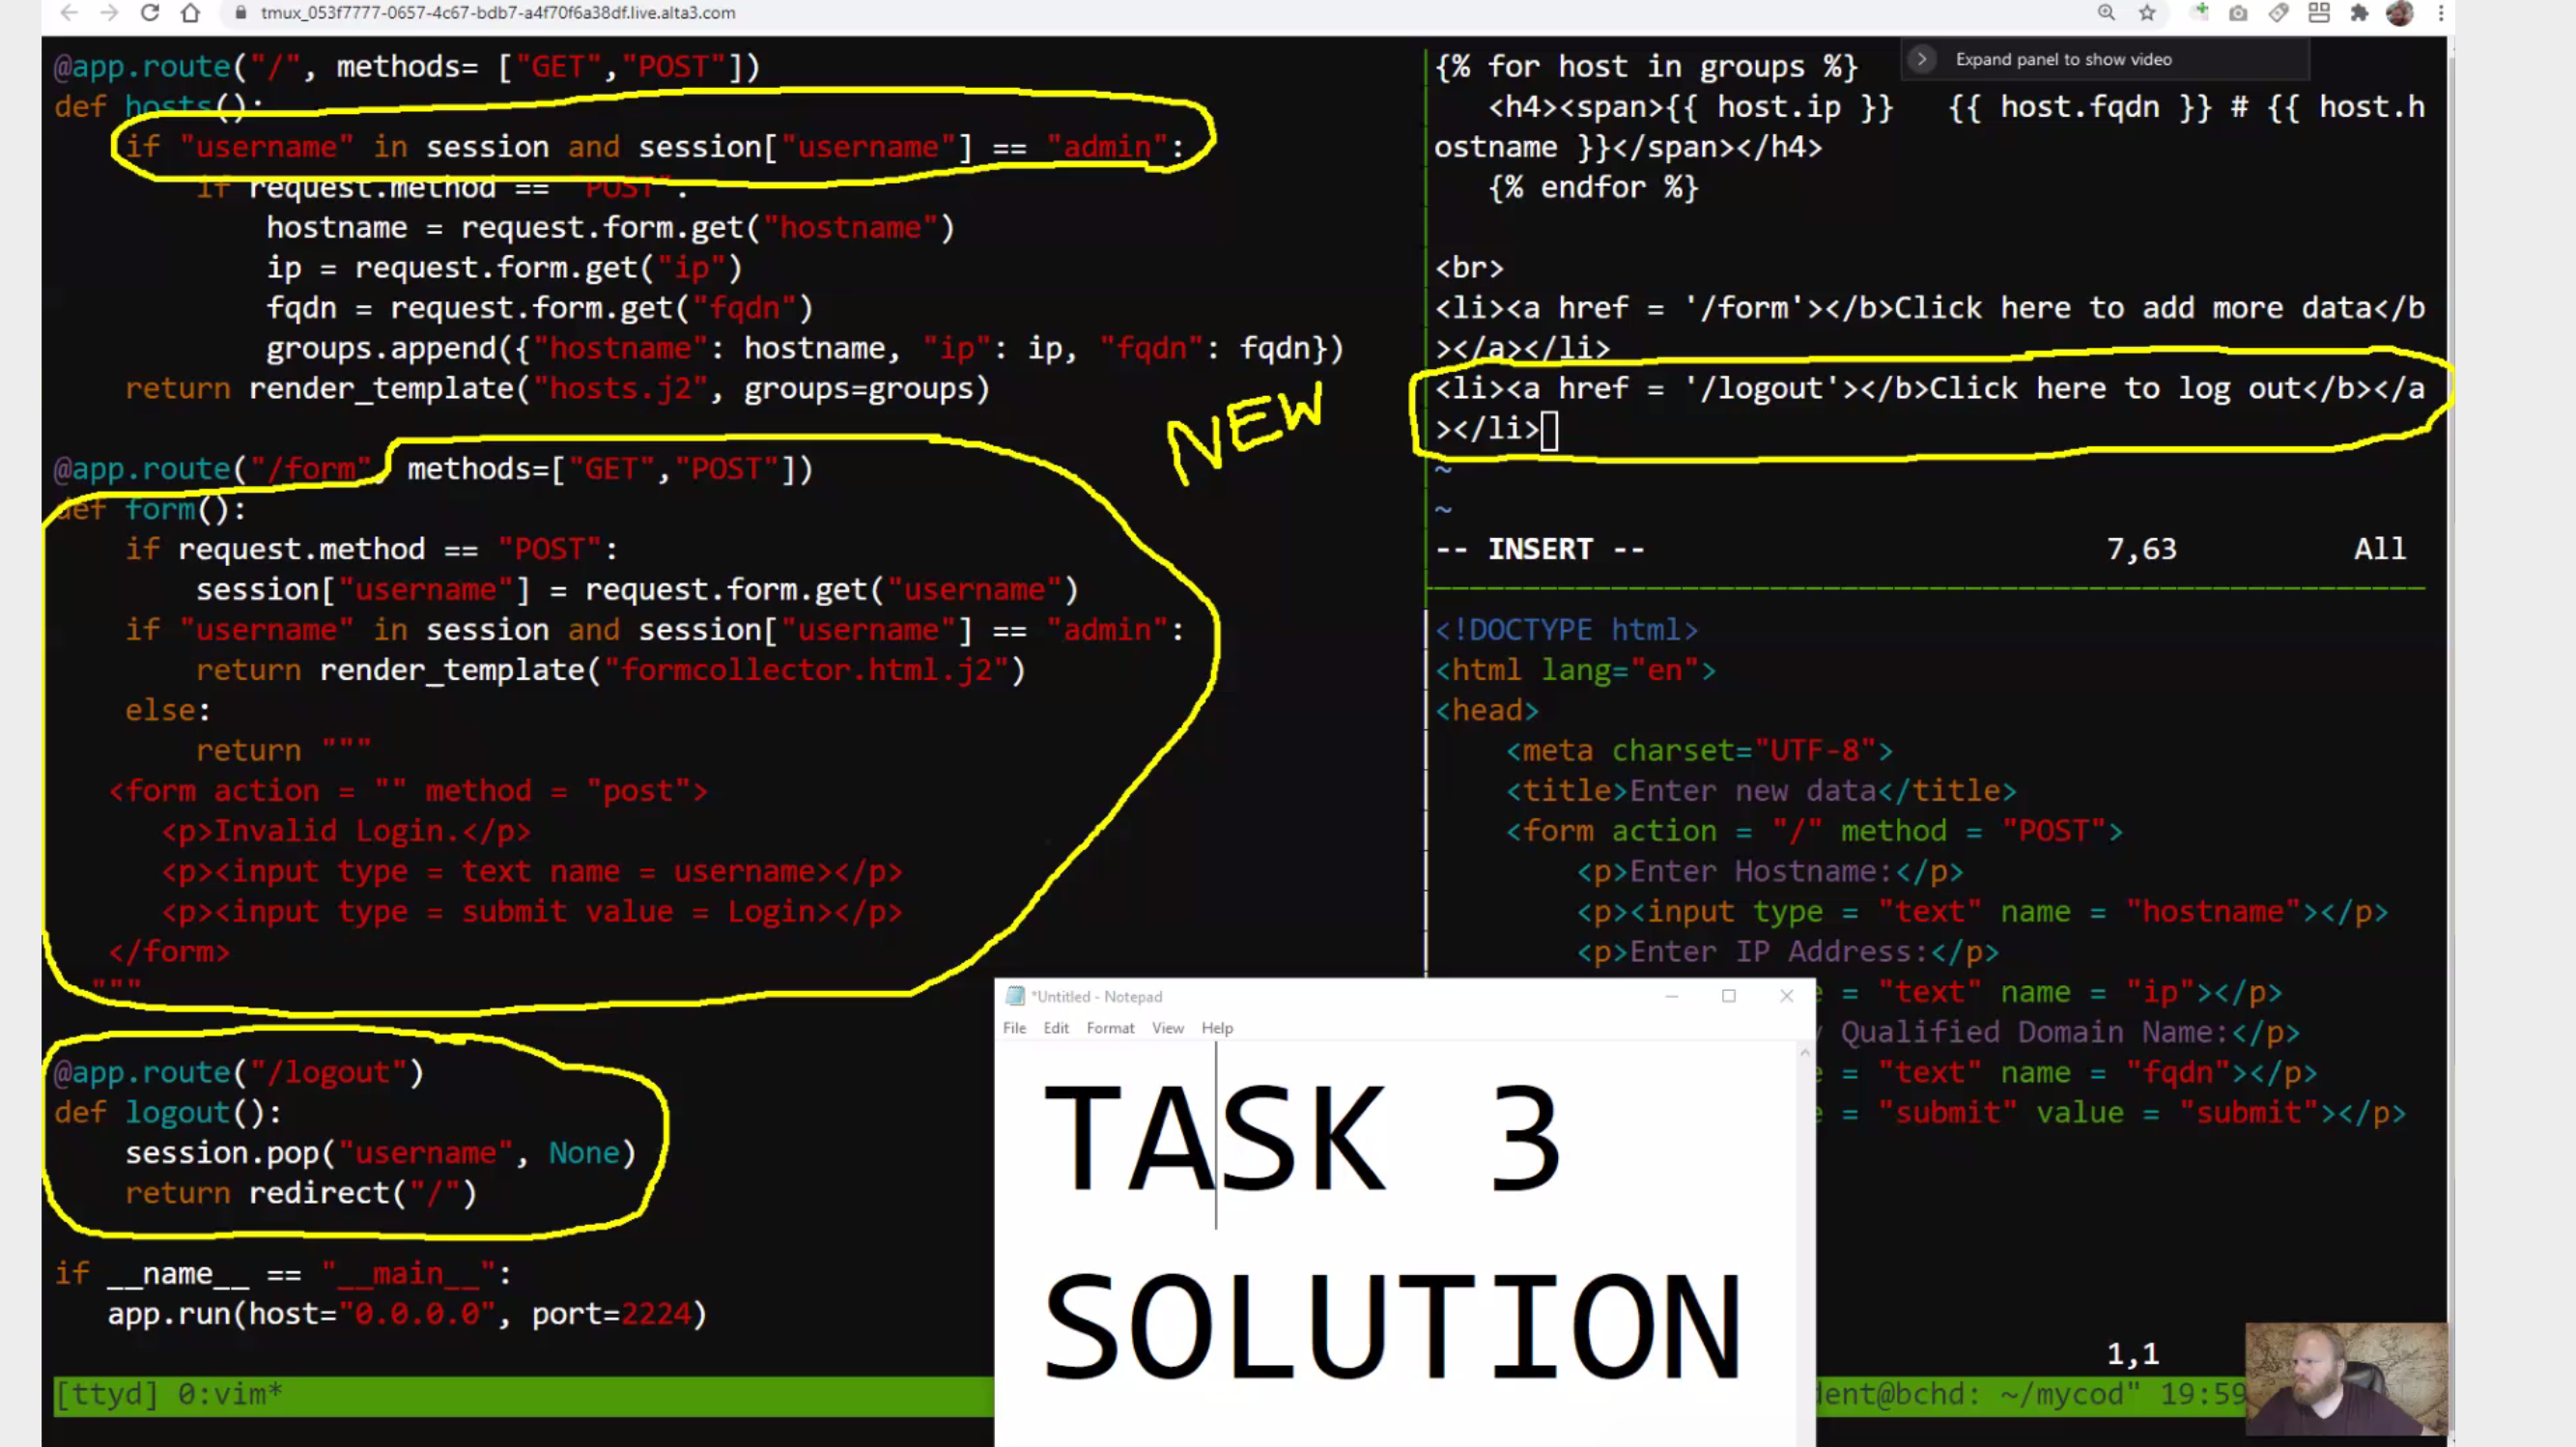 tmux_053f7777-0657-4c67-bdb7-a4f70f6a38df.live.alta3.com
@app.route("/", methods= ["GET","POST"])
def hosts():
if "username" in session and session["username"] == "admin":
if request.method == "POST":
hostname = request.form.get("hostname")
ip = request.form.get("ip")
fqdn = request.form.get("fqdn")
groups.append({"hostname": hostname, "ip": ip, "fqdn": fqdn})
return render_template("hosts.j2", groups=groups)
NEW
@app.route("/form", methods=["GET","POST"])
def form():
if request.method == "POST":
session["username"] = request.form.get("username")
if "username" in session and session["username"] == "admin":
return render_template("formcollector.html.j2")
else:
return """
<form action = "" method = "post">
<p>Invalid Login.</p>
<p><input type = text name = username></p>
<p><input type = submit value = Login></p>
</form>
"""
@app.route("/logout")
def logout():
session.pop("username", None)
return redirect("/")
if __name__ == "__main__":
app.run(host="0.0.0.0", port=2224)
[ttyd] 0:vim*
Expand panel to show video
{% for host in groups %}
<h4><span>{{ host.ip }} {{ host.fqdn }} # {{ host.h
ostname }}</span></h4>
{% endfor %}
<br>
<li><a href = '/form'></b>Click here to add more data</b
></a></li>
<li><a href = '/logout'></b>Click here to log out</b></a
></li>
~
~
-- INSERT -- 7,63 All
<!DOCTYPE html>
<html lang="en">
<head>
<meta charset="UTF-8">
<title>Enter new data</title>
<form action = "/" method = "POST">
<p>Enter Hostname:</p>
<p><input type = "text" name = "hostname"></p>
<p>Enter IP Address:</p>
= "text" name = "ip"></p>
Qualified Domain Name:</p>
= "text" name = "fqdn"></p>
= "submit" value = "submit"></p>
1,1
dent@bchd: ~/mycod" 19:59
*Untitled - Notepad
File Edit Format View Help
TASK 3
SOLUTION